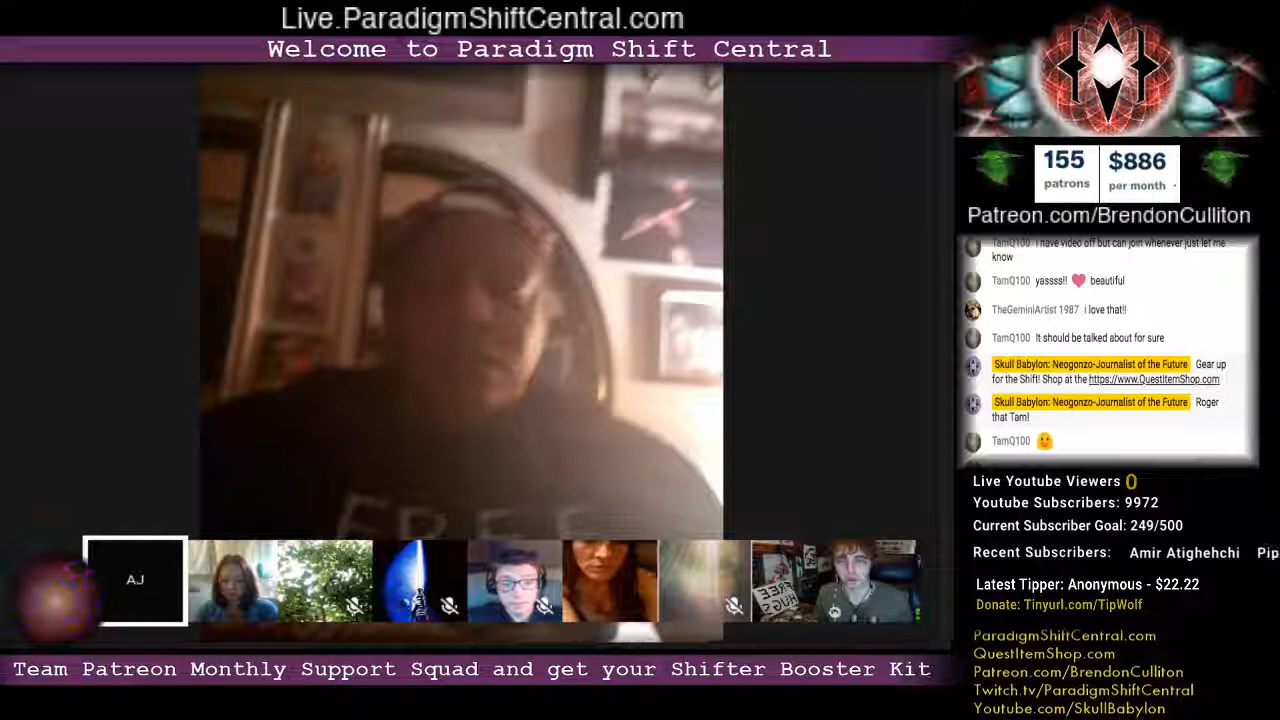 Live.ParadigmShiftCentral.com
Welcome to Paradigm Shift Central
155
patrons
$886
per month
Patreon.com/BrendonCulliton
TamQ100 I have video off but can join whenever just let me
know
TamQ100 yassss!! beautiful
TheGeminiArtist 1987 i love that!!
TamQ100 It should be talked about for sure
Skull Babylon: Neogonzo-Journalist of the Future Gear up
for the Shift! Shop at the https://www.QuestItemShop.com
Skull Babylon: Neogonzo-Journalist of the Future Roger
that Tam!
TamQ100
Live Youtube Viewers 0
Youtube Subscribers: 9972
Current Subscriber Goal: 249/500
Recent Subscribers: Amir Atighehchi Pip
Latest Tipper: Anonymous - $22.22
Donate: Tinyurl.com/TipWolf
ParadigmShiftCentral.com
QuestItemShop.com
Patreon.com/BrendonCulliton
Twitch.tv/ParadigmShiftCentral
Youtube.com/SkullBabylon
FREE
AJ
FREE
HUGS
Team Patreon Monthly Support Squad and get your Shifter Booster Kit